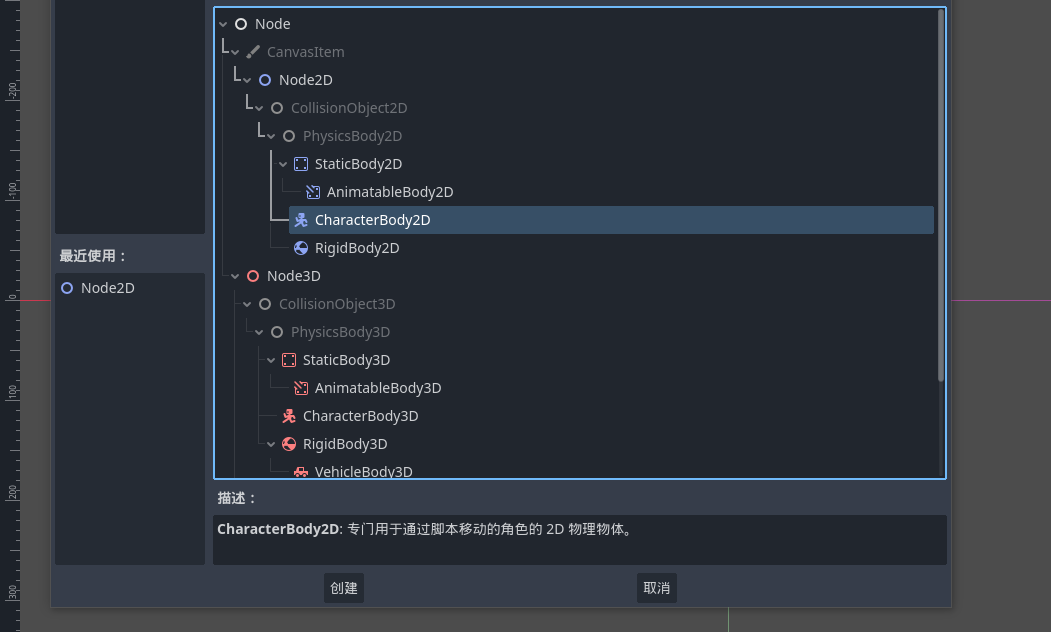 Node
CanvasItem
Node2D
CollisionObject2D
PhysicsBody2D
StaticBody2D
AnimatableBody2D
CharacterBody2D
RigidBody2D
Node3D
CollisionObject3D
PhysicsBody3D
StaticBody3D
AnimatableBody3D
CharacterBody3D
RigidBody3D
VehicleBody3D
最近使用：
Node2D
描述：
CharacterBody2D: 专门用于通过脚本移动的角色的 2D 物理物体。
创建
取消
-200
-100
0
100
200
300